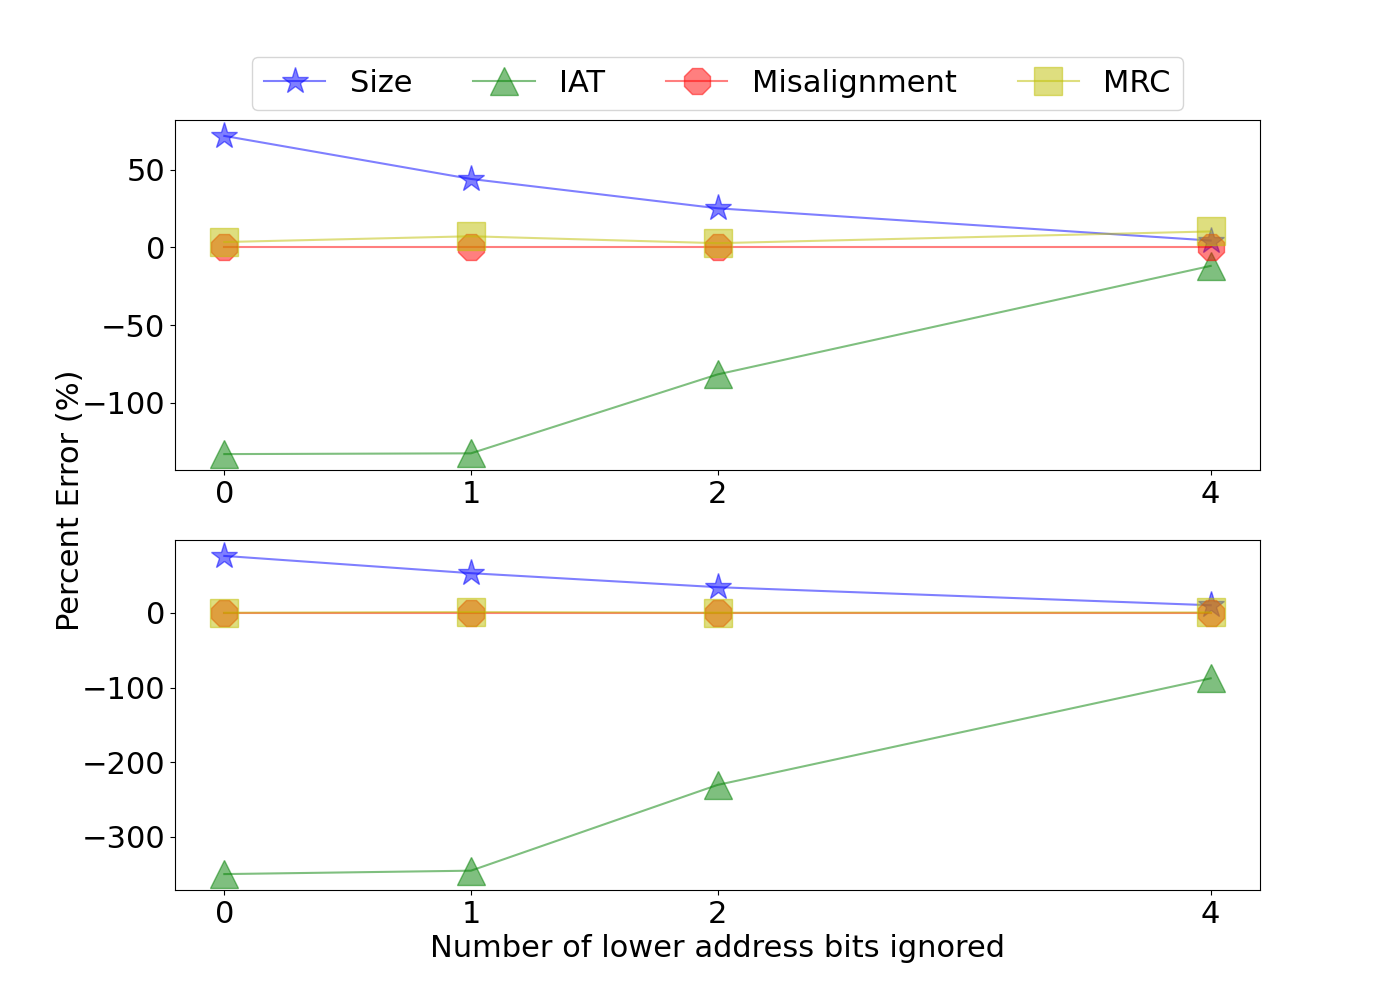 Size IAT Misalignment MRC
50
0
−50
−100
0 1 2 4
Percent Error (%)
0
−100
−200
−300
0 1 2 4
Number of lower address bits ignored